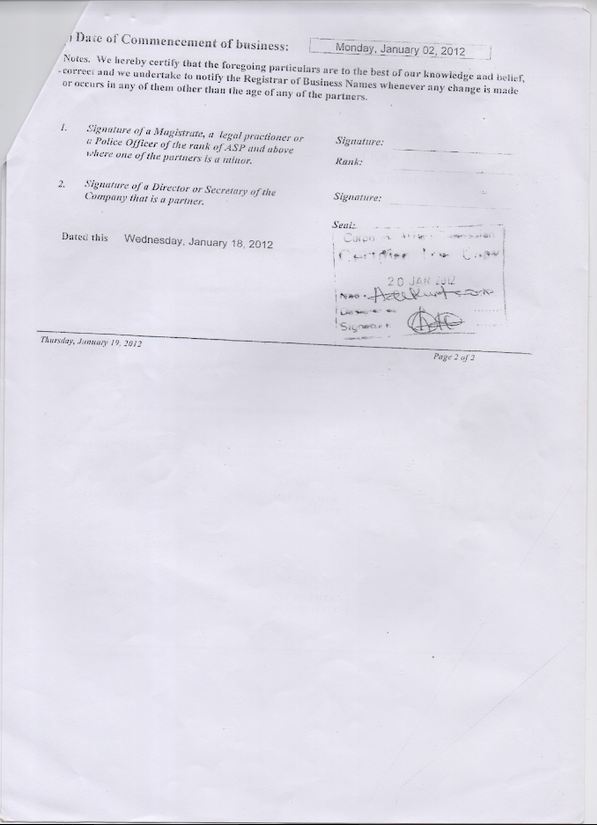 Date of Commencement of business: Monday, January 02, 2012
Notes. We hereby certify that the foregoing particulars are to the best of our knowledge and belief,
correct and we undertake to notify the Registrar of Business Names whenever any change is made
or occurs in any of them other than the age of any of the partners.
1. Signature of a Magistrate, a legal practioner or
a Police Officer of the rank of ASP and above
where one of the partners is a minor.
Signature:
Rank:
2. Signature of a Director or Secretary of the
Company that is a partner.
Signature:
Seal:
Dated this Wednesday, January 18, 2012
Certified True Copy
20 JAN 2012
Thursday, January 19, 2012
Page 2 of 2